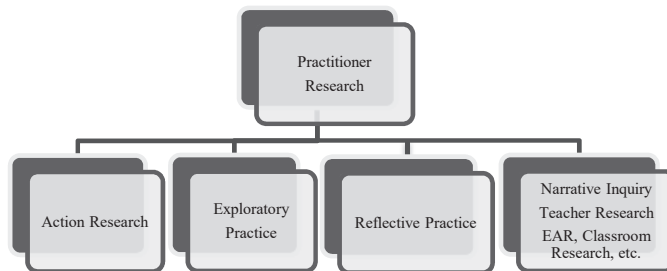 Practitioner
Research
Action Research
Exploratory
Practice
Reflective Practice
Narrative Inquiry
Teacher Research
EAR, Classroom
Research, etc.